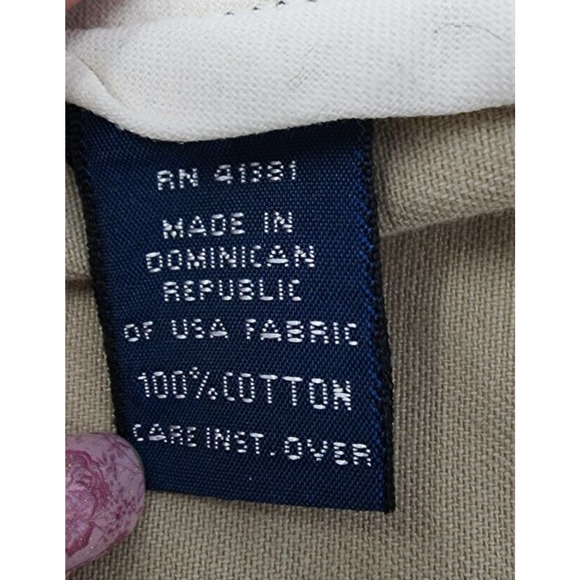 RN 41381
MADE IN
DOMINICAN
REPUBLIC
OF USA FABRIC
100% COTTON
CARE INST. OVER